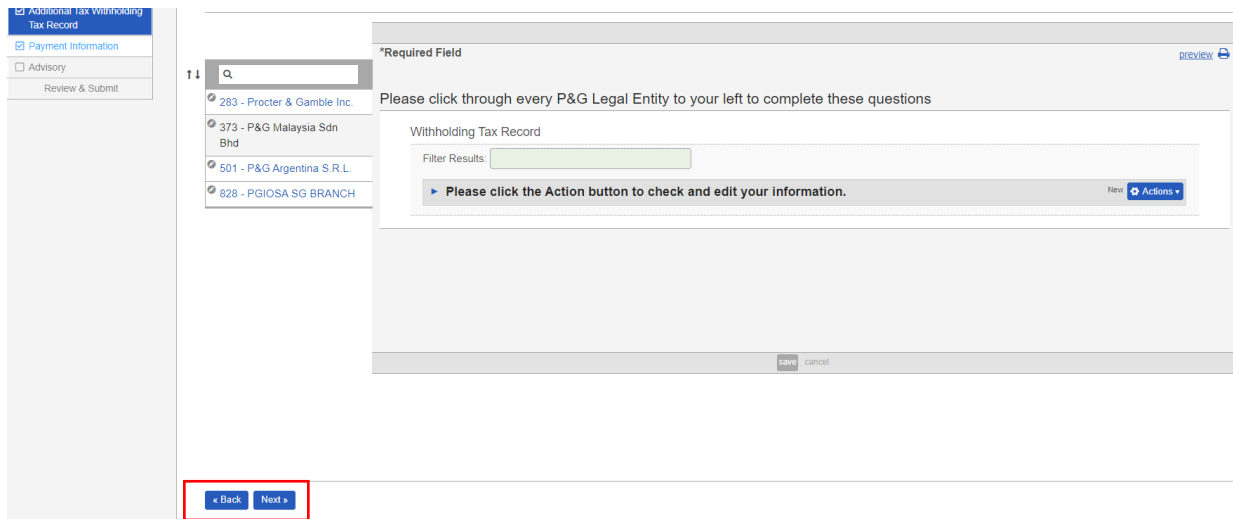 Additional Tax Withholding
Tax Record
Payment Information
Advisory
Review & Submit
283 - Procter & Gamble Inc.
373 - P&G Malaysia Sdn
Bhd
501 - P&G Argentina S.R.L.
828 - PGIOSA SG BRANCH
*Required Field
preview
Please click through every P&G Legal Entity to your left to complete these questions
Withholding Tax Record
Filter Results:
► Please click the Action button to check and edit your information.
New Actions ▾
save cancel
« Back Next »